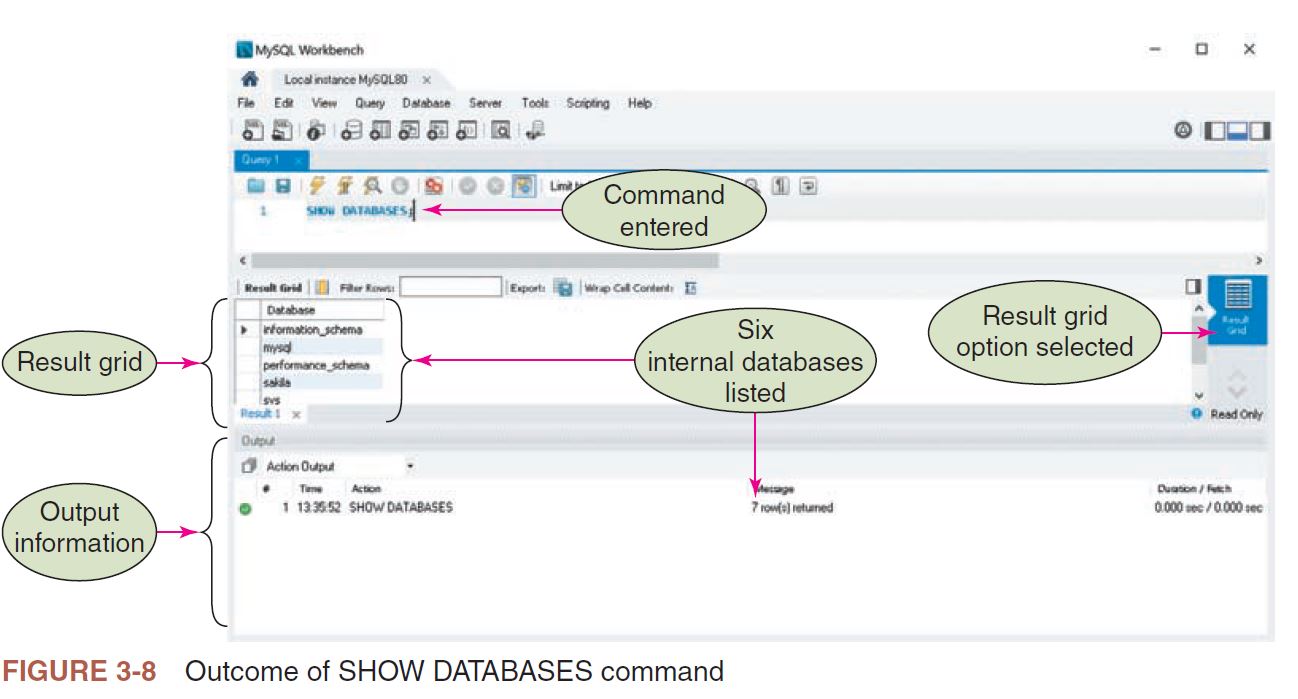 MySQL Workbench
Local instance MySQL80 ×
File Edit View Query Database Server Tools Scripting Help
Query 1 ×
Limit to
Command
entered
1 SHOW DATABASES;
Result Grid Filter Rows: Export: Wrap Cell Content:
Database
information_schema
mysql
performance_schema
sakila
sys
Result Grid
Result grid
Six
internal databases
listed
Result grid
option selected
Result 1 ×
Read Only
Output
Action Output
# Time Action Message Duration / Fetch
1 13:35:52 SHOW DATABASES 7 row(s) returned 0.000 sec / 0.000 sec
Output
information
FIGURE 3-8 Outcome of SHOW DATABASES command